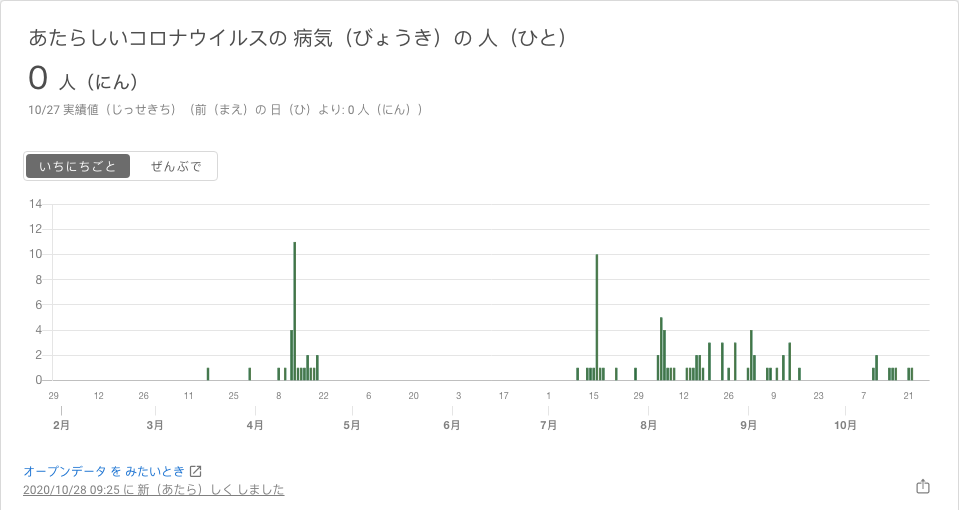 あたらしいコロナウイルスの 病気（びょうき）の 人（ひと）
0 人（にん）
10/27 実績値（じっせきち）（前（まえ）の 日（ひ）より: 0 人（にん））
いちにちごと ぜんぶで
14
12
10
8
6
4
2
0
29 12 26 11 25 8 22 6 20 3 17 1 15 29 12 26 9 23 7 21
2月 3月 4月 5月 6月 7月 8月 9月 10月
オープンデータ を みたいとき
2020/10/28 09:25 に 新（あたら）しく しました